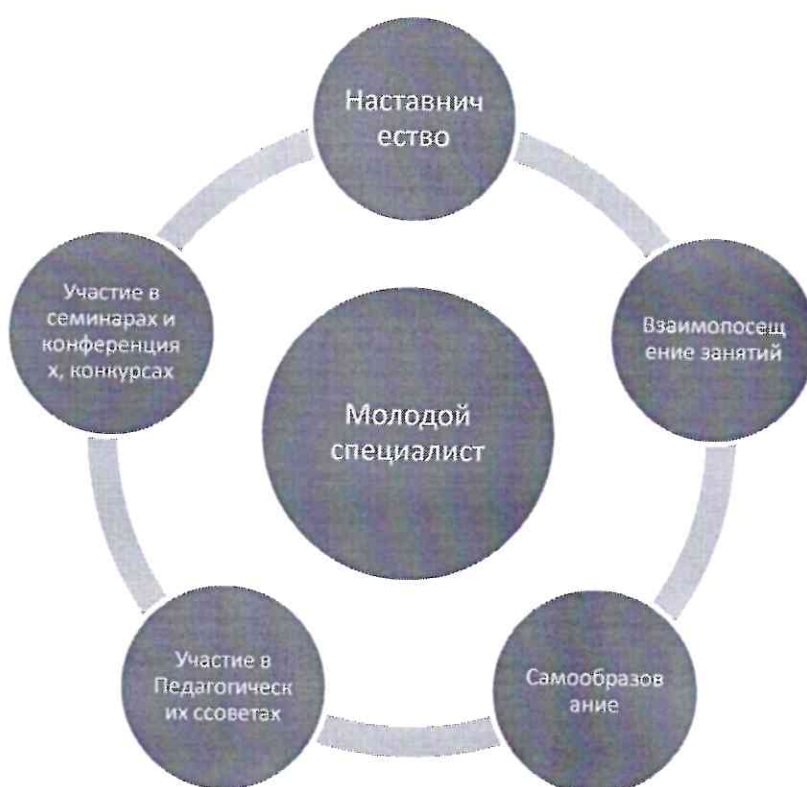 Наставнич
ество
Взаимопосещ
ение занятий
Самообразов
ание
Участие в
Педагогическ
их ссоветах
Участие в
семинарах и
конференция
х, конкурсах
Молодой
специалист